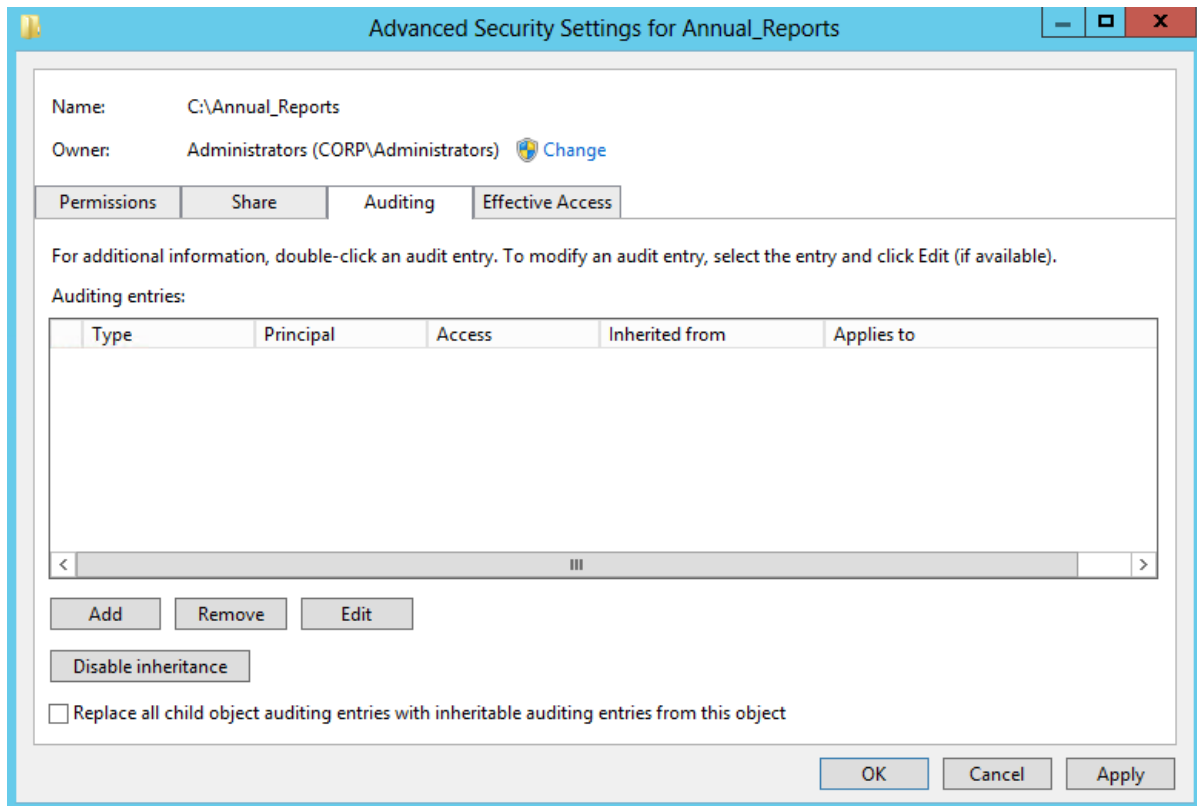 Advanced Security Settings for Annual_Reports
Name: C:\Annual_Reports
Owner: Administrators (CORP\Administrators) Change
Permissions Share Auditing Effective Access
For additional information, double-click an audit entry. To modify an audit entry, select the entry and click Edit (if available).
Auditing entries:
Type Principal Access Inherited from Applies to
Add Remove Edit
Disable inheritance
Replace all child object auditing entries with inheritable auditing entries from this object
OK Cancel Apply